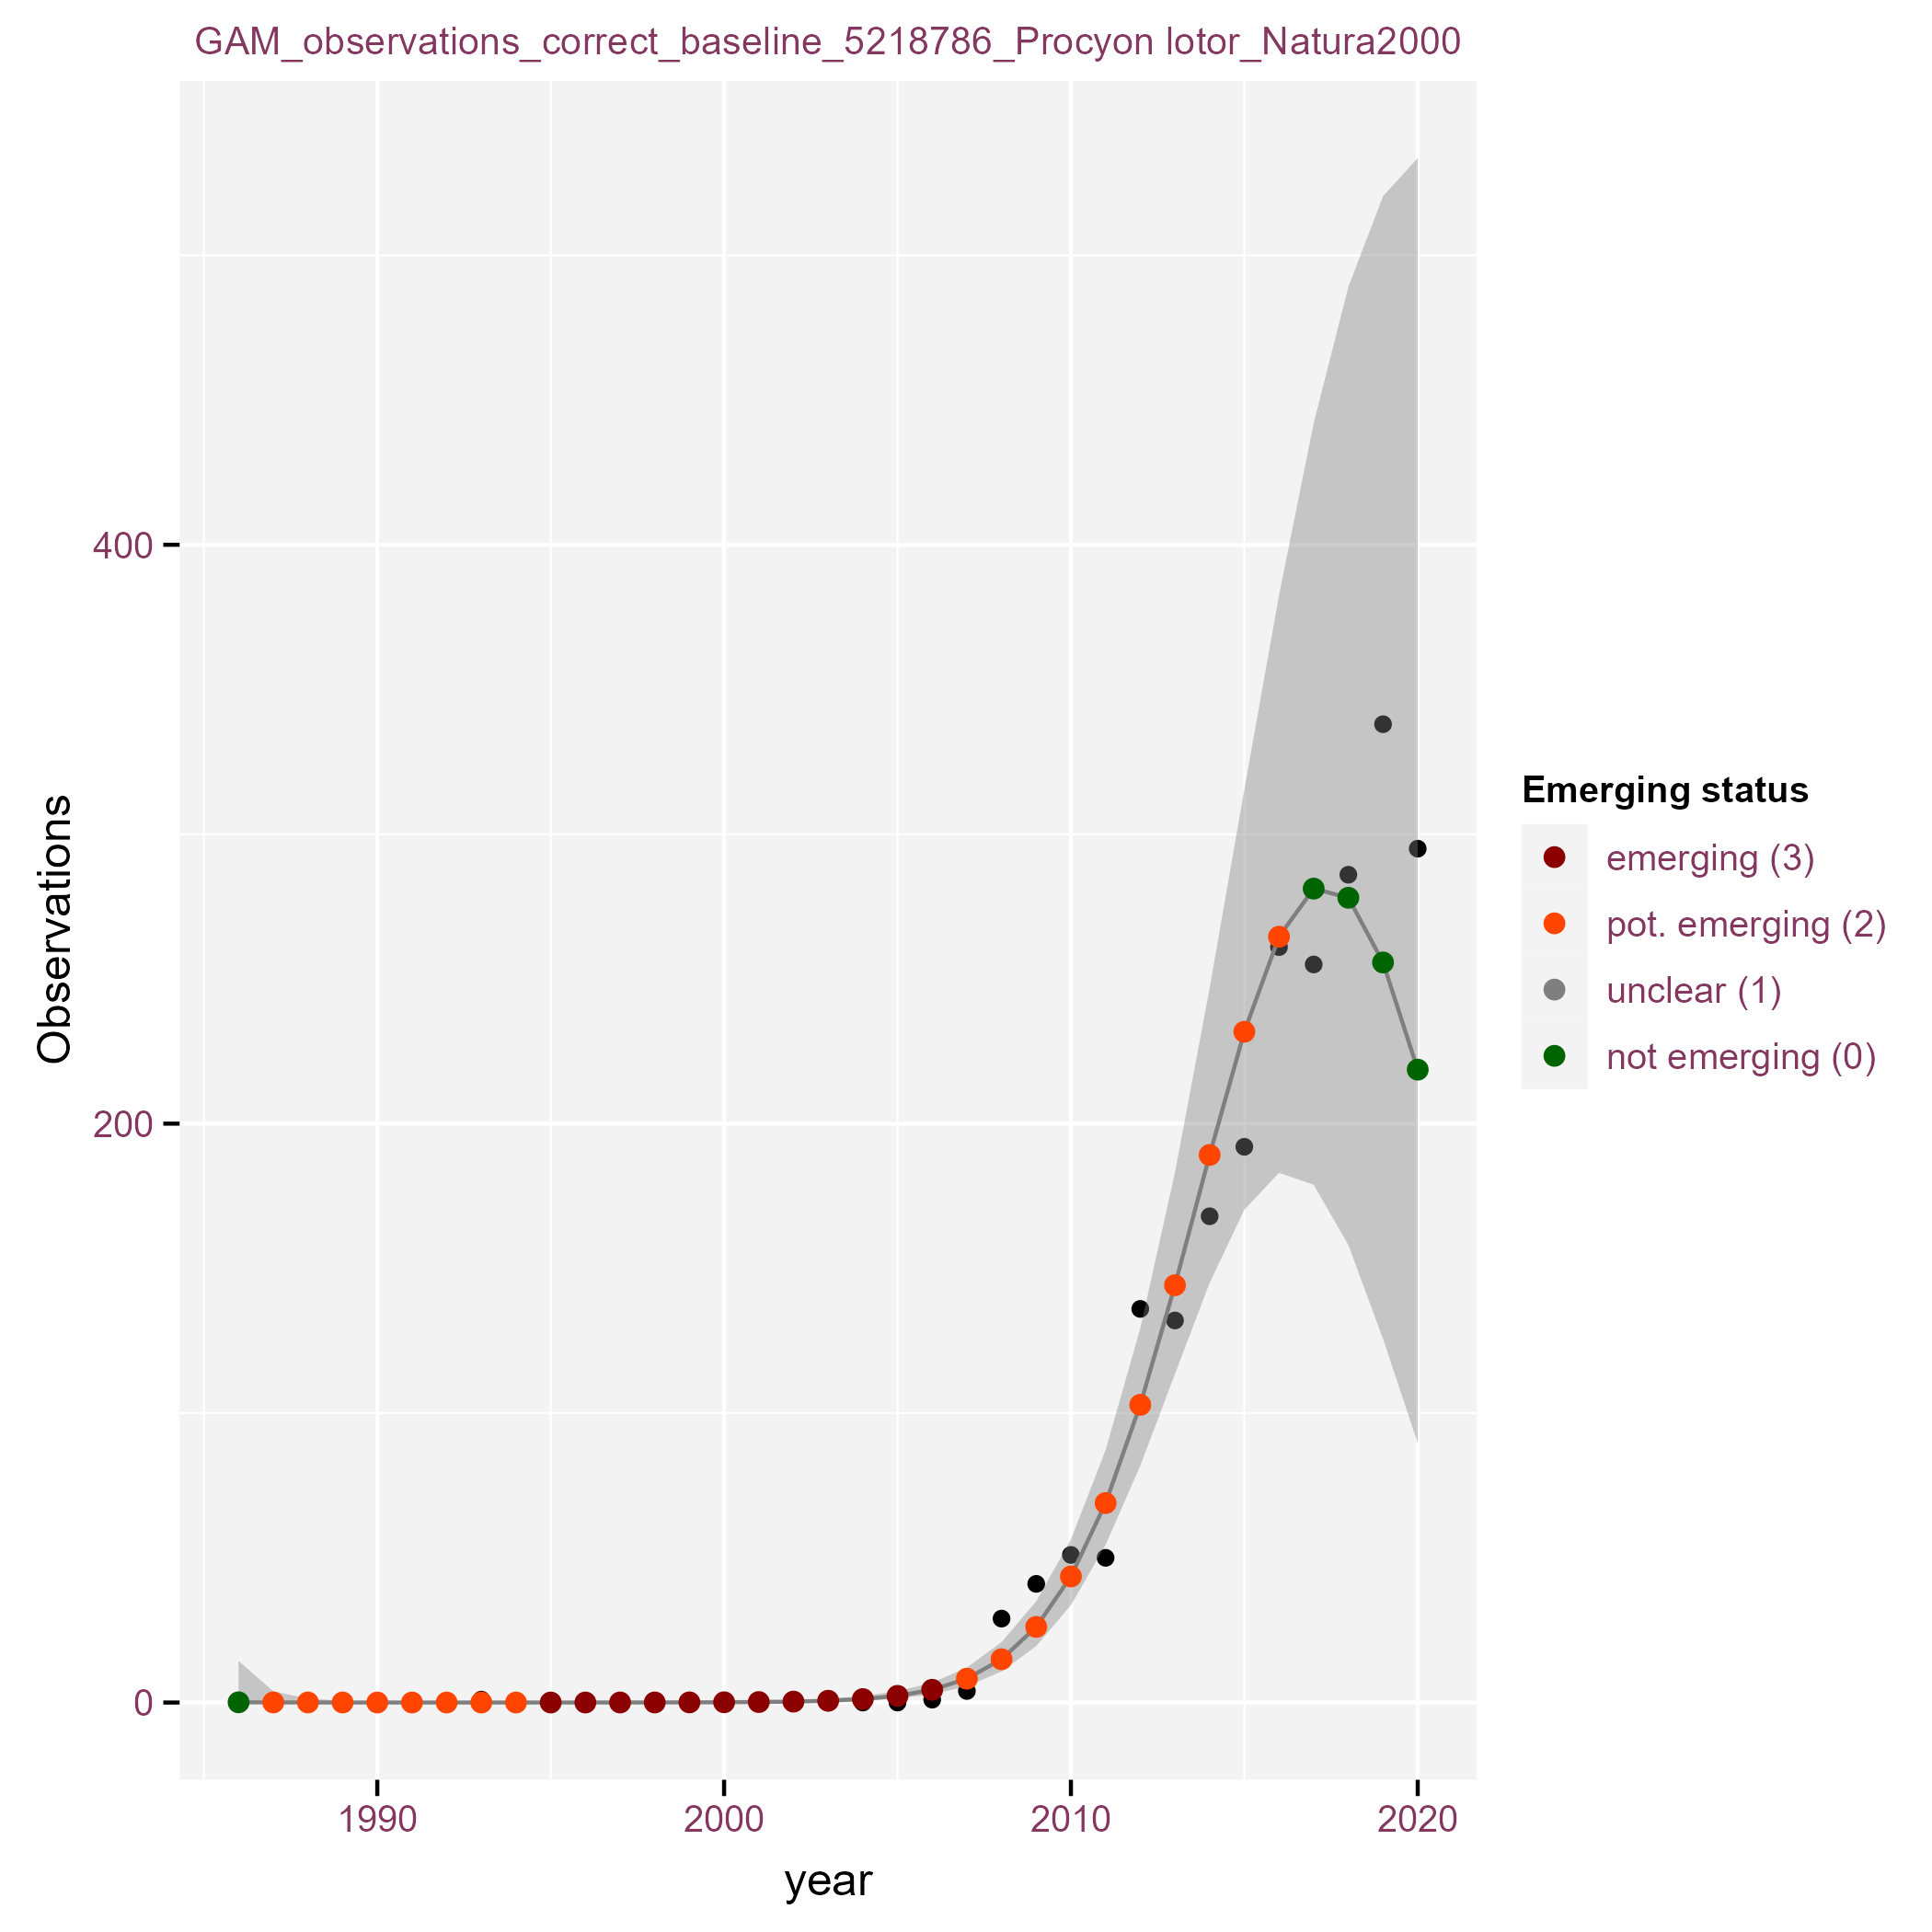 GAM_observations_correct_baseline_5218786_Procyon lotor_Natura2000
Observations
400
200
0
1990
2000
2010
2020
year
Emerging status
emerging (3)
pot. emerging (2)
unclear (1)
not emerging (0)